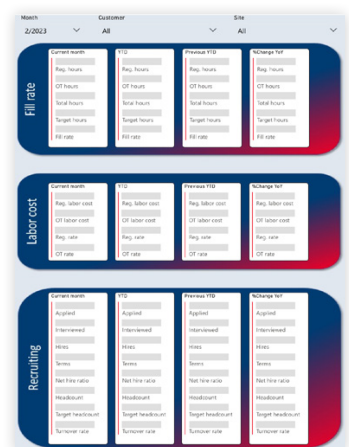 Month
Customer
Site
2/2023
All
All
Fill rate
Current month
YTD
Previous YTD
%Change YoY
Reg. hours
Reg. hours
Reg. hours
Reg. hours
OT hours
OT hours
OT hours
OT hours
Total hours
Total hours
Total hours
Total hours
Target hours
Target hours
Target hours
Target hours
Fill rate
Fill rate
Fill rate
Fill rate
Labor cost
Current month
YTD
Previous YTD
%Change YoY
Reg. labor cost
Reg. labor cost
Reg. labor cost
Reg. labor cost
OT labor cost
OT labor cost
OT labor cost
OT labor cost
Reg. rate
Reg. rate
Reg. rate
Reg. rate
OT rate
OT rate
OT rate
OT rate
Recruiting
Current month
YTD
Previous YTD
%Change YoY
Applied
Applied
Applied
Applied
Interviewed
Interviewed
Interviewed
Interviewed
Hires
Hires
Hires
Hires
Terms
Terms
Terms
Terms
Net hire ratio
Net hire ratio
Net hire ratio
Net hire ratio
Headcount
Headcount
Headcount
Headcount
Target headcount
Target headcount
Target headcount
Target headcount
Turnover rate
Turnover rate
Turnover rate
Turnover rate